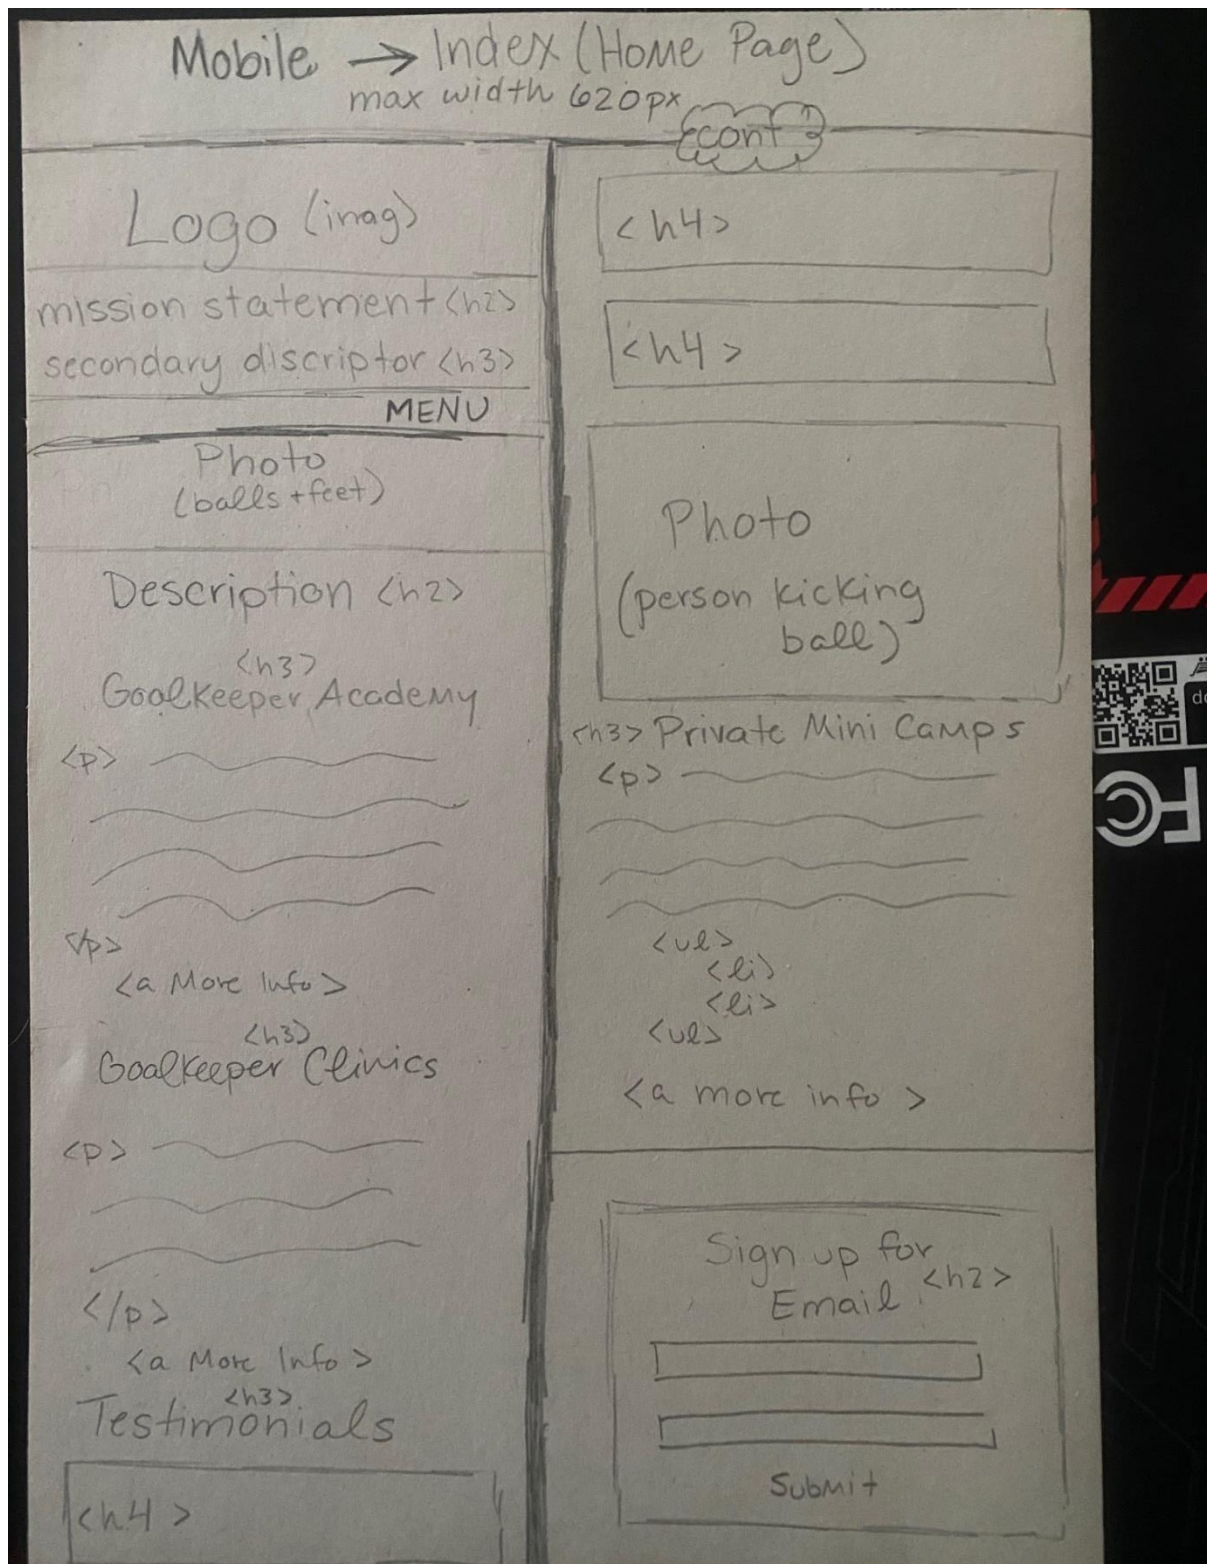 Mobile → Index (Home Page)
max width 620px
Logo (imag)
mission statement <h2>
secondary discriptor <h3>
MENU
Photo
(balls + feet)
Description <h2>
<h3>
Goalkeeper Academy
<p>
</p>
<a More Info>
<h3>
Goalkeeper Clinics
<p>
</p>
<a More Info>
<h3>
Testimonials
<h4>
cont
<h4>
<h4>
Photo
(person kicking
ball)
<h3> Private Mini Camps
<p>
<ul>
<li>
<li>
<ul>
<a more info >
Sign up for
Email <h2>
Submit
FC